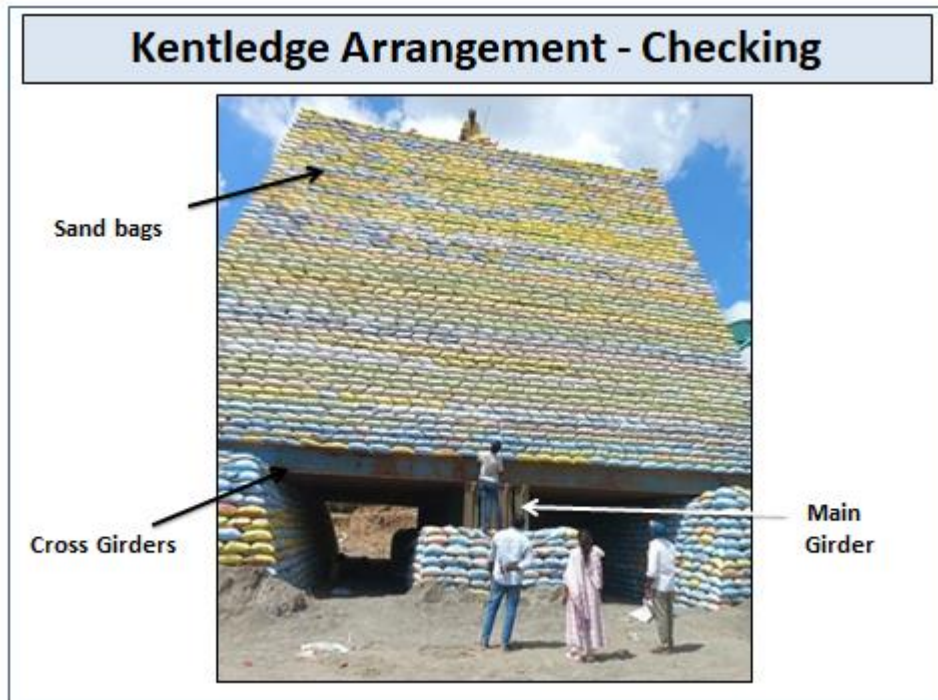 Kentledge Arrangement - Checking
Sand bags
Cross Girders
Main
Girder